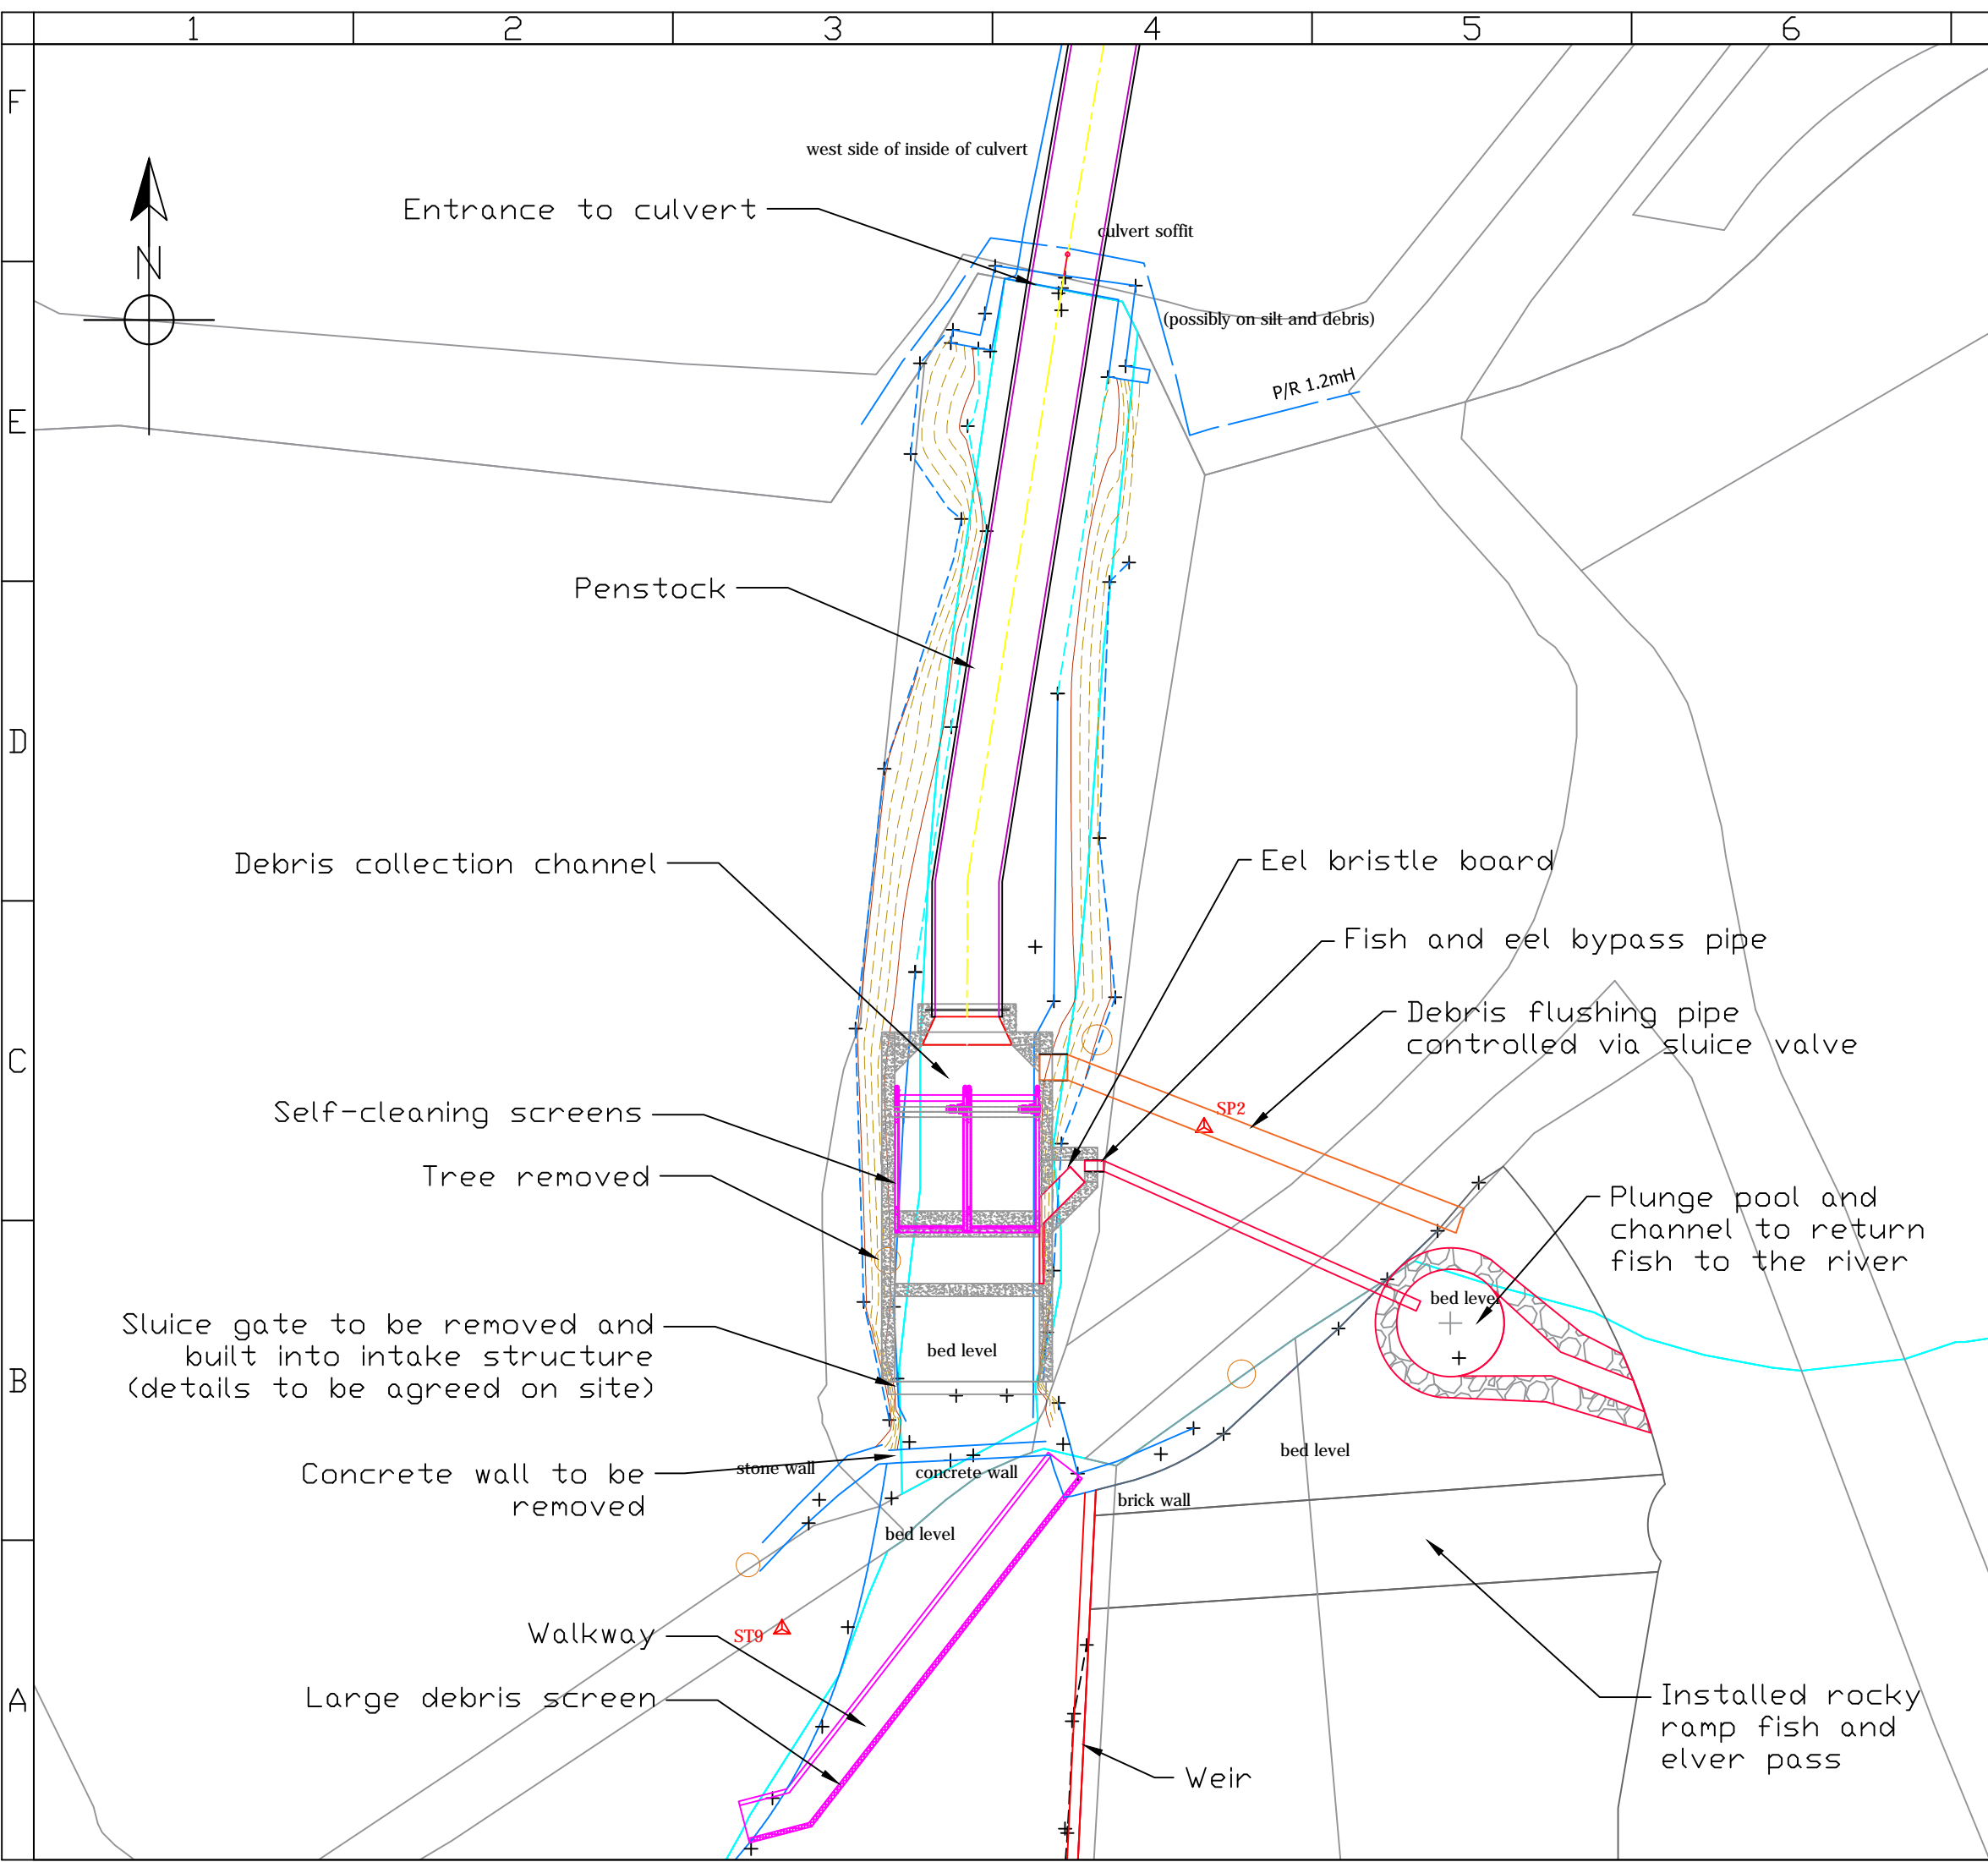 1 2 3 4 5 6
F
west side of inside of culvert
Entrance to culvert
culvert soffit
N
(possibly on silt and debris)
P/R 1.2mH
E
Penstock
D
Debris collection channel
Eel bristle board
Fish and eel bypass pipe
Debris flushing pipe
controlled via sluice valve
C
Self-cleaning screens
SP2
Tree removed
Plunge pool and
channel to return
fish to the river
bed level
Sluice gate to be removed and
built into intake structure
(details to be agreed on site)
bed level
B
bed level
Concrete wall to be
removed
stone wall
concrete wall
brick wall
bed level
Walkway
ST9
Large debris screen
A
Installed rocky
ramp fish and
elver pass
Weir